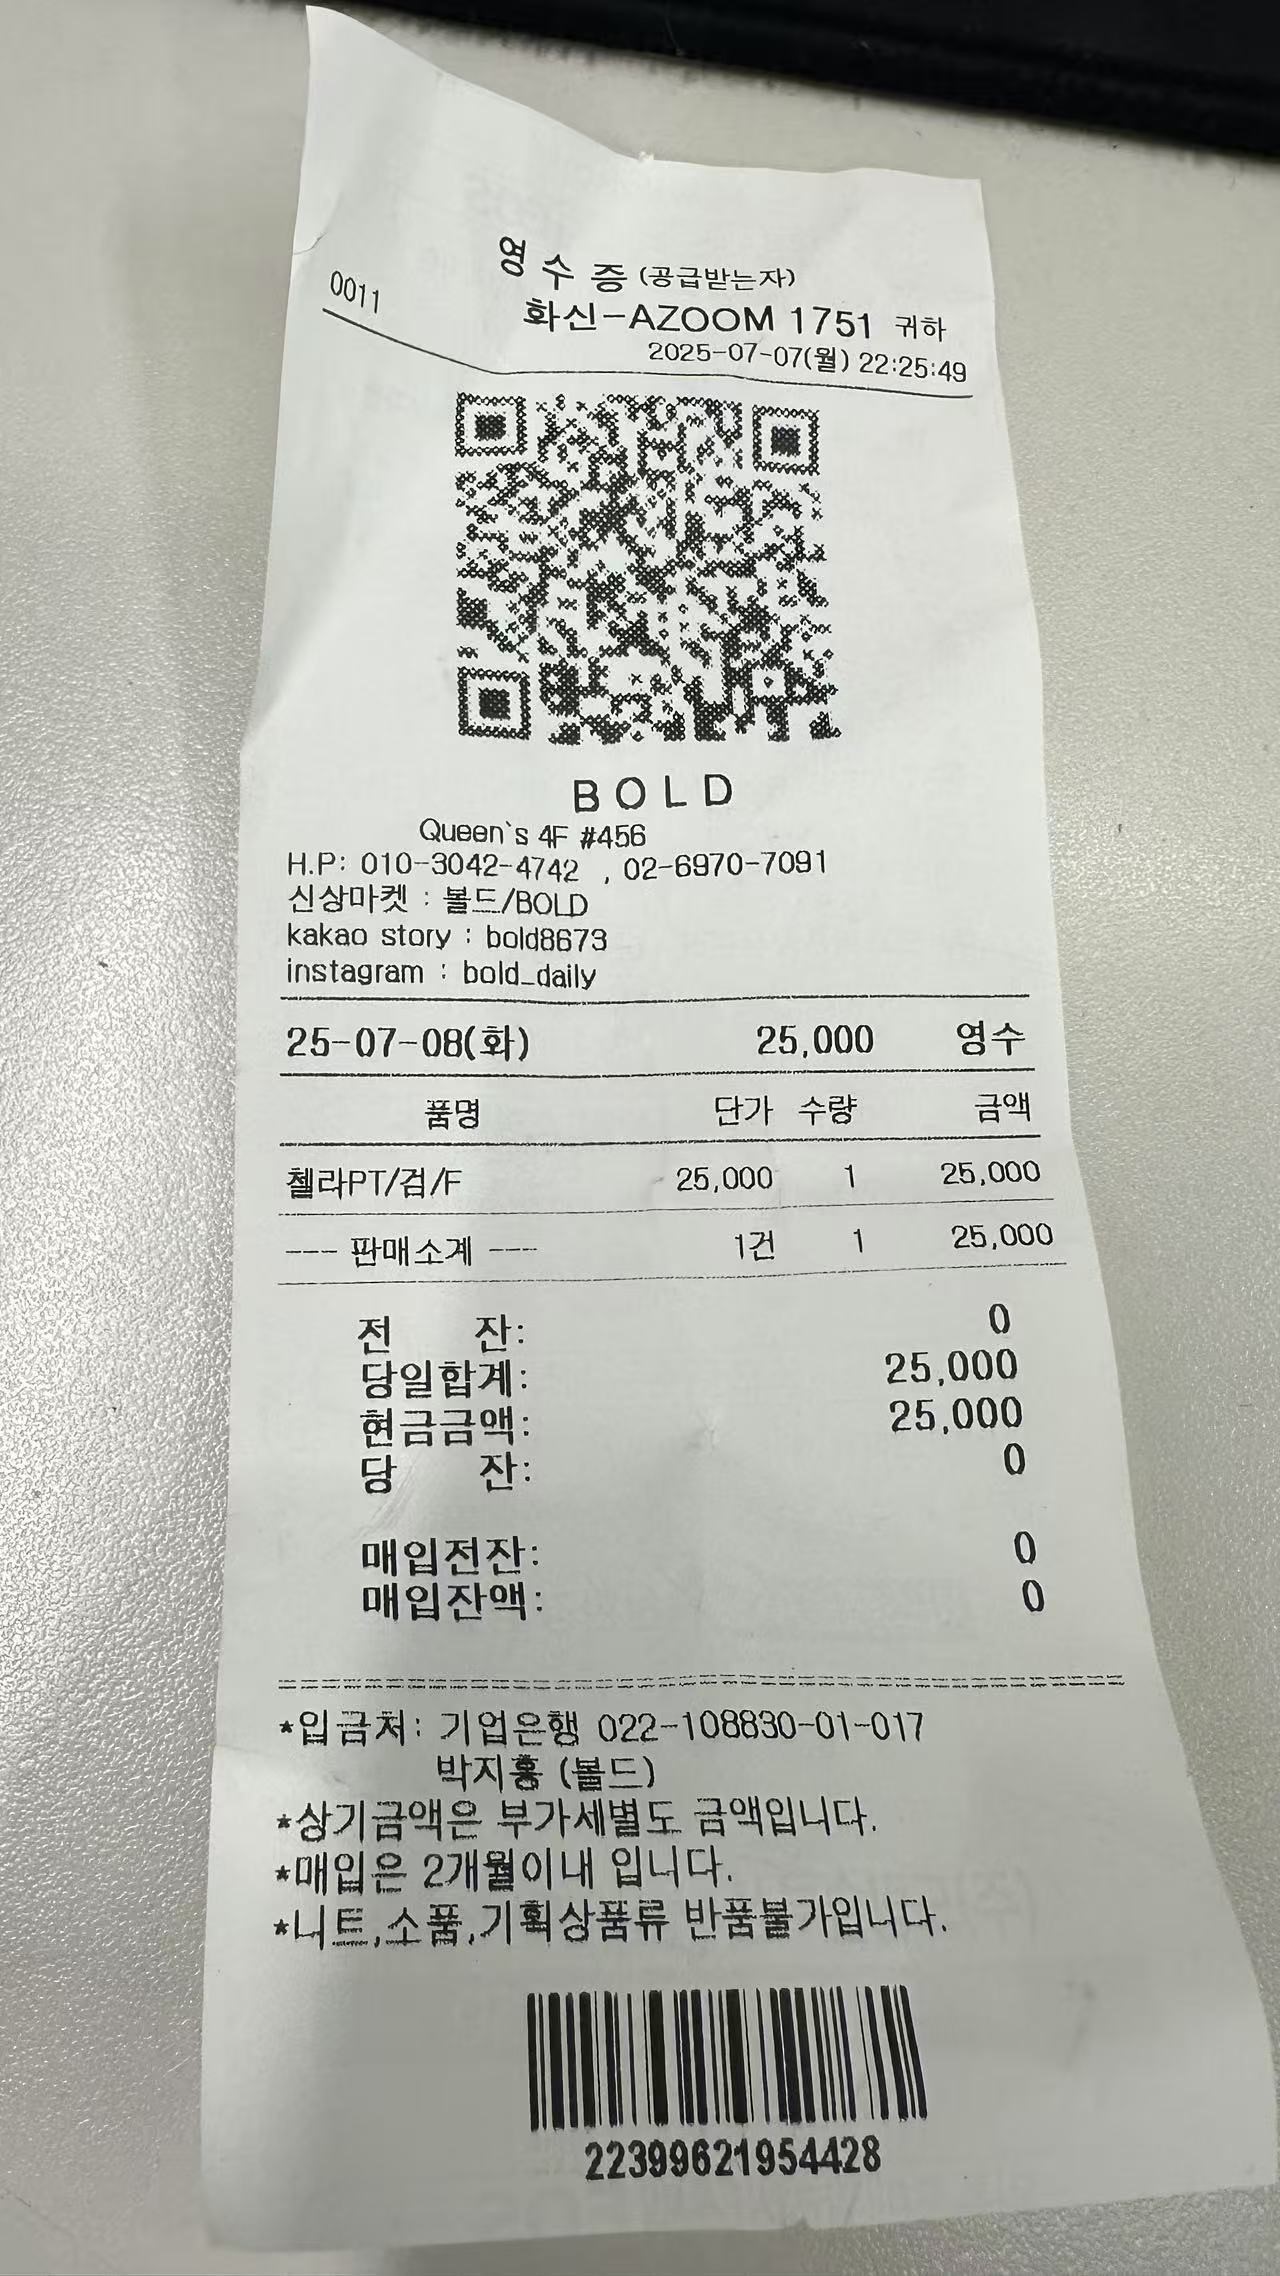 영 수 증 (공급받는자)
0011
화신-AZOOM 1751 귀하
2025-07-07(월) 22:25:49
BOLD
Queen`s 4F #456
H.P: 010-3042-4742 , 02-6970-7091
신상마켓 : 볼드/BOLD
kakao story : bold8673
instagram : bold_daily
25-07-08(화) 25,000 영수
품명 단가 수량 금액
첼라PT/검/F 25,000 1 25,000
--- 판매소계 --- 1건 1 25,000
전 잔: 0
당일합계: 25,000
현금금액: 25,000
당 잔: 0
매입전잔: 0
매입잔액: 0
*입금처: 기업은행 022-108830-01-017
박지홍 (볼드)
*상기금액은 부가세별도 금액입니다.
*매입은 2개월이내 입니다.
*니트,소품,기획상품류 반품불가입니다.
22399621954428